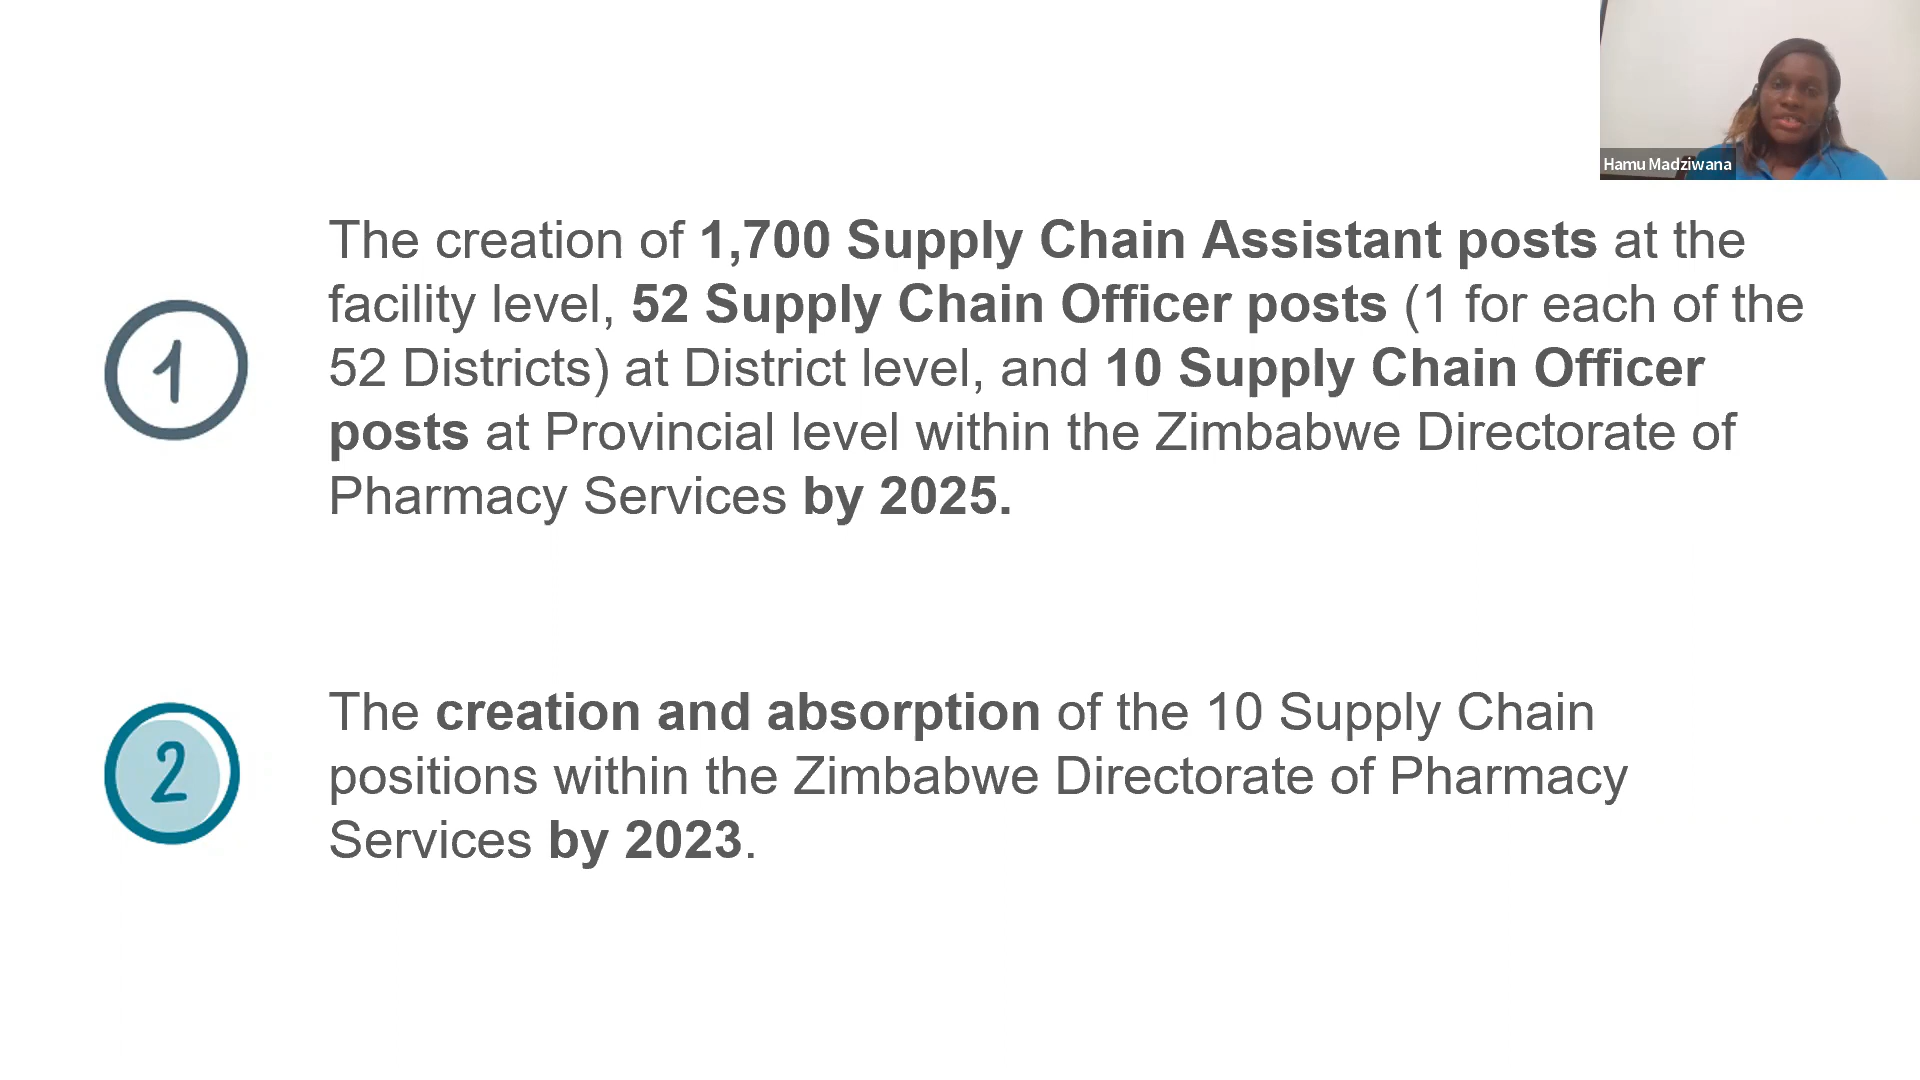 Hamu Madziwana
1
The creation of 1,700 Supply Chain Assistant posts at the
facility level, 52 Supply Chain Officer posts (1 for each of the
52 Districts) at District level, and 10 Supply Chain Officer
posts at Provincial level within the Zimbabwe Directorate of
Pharmacy Services by 2025.
2
The creation and absorption of the 10 Supply Chain
positions within the Zimbabwe Directorate of Pharmacy
Services by 2023.